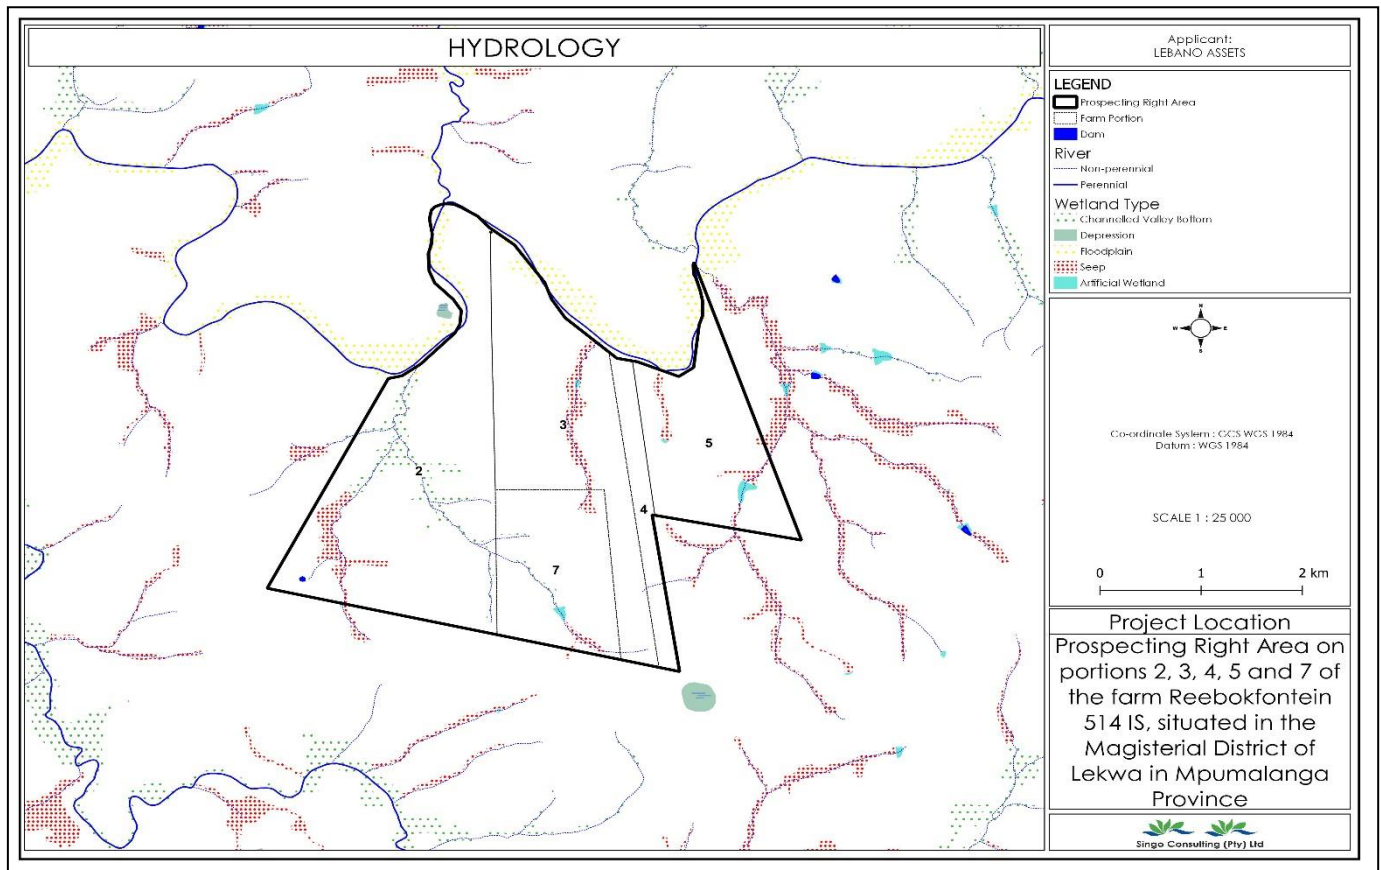 HYDROLOGY
Applicant:
LEBANO ASSETS
LEGEND
Prospecting Right Area
Farm Portion
Dam
River
Non-perennial
Perennial
Wetland Type
Channelled Valley Bottom
Depression
Floodplain
Seep
Artificial Wetland
N
W E
S
Co-ordinate System : GCS WGS 1984
Datum : WGS 1984
SCALE 1 : 25 000
0 1 2 km
Project Location
Prospecting Right Area on
portions 2, 3, 4, 5 and 7 of
the farm Reebokfontein
514 IS, situated in the
Magisterial District of
Lekwa in Mpumalanga
Province
Singo Consulting (Pty) Ltd
3
5
2
4
7